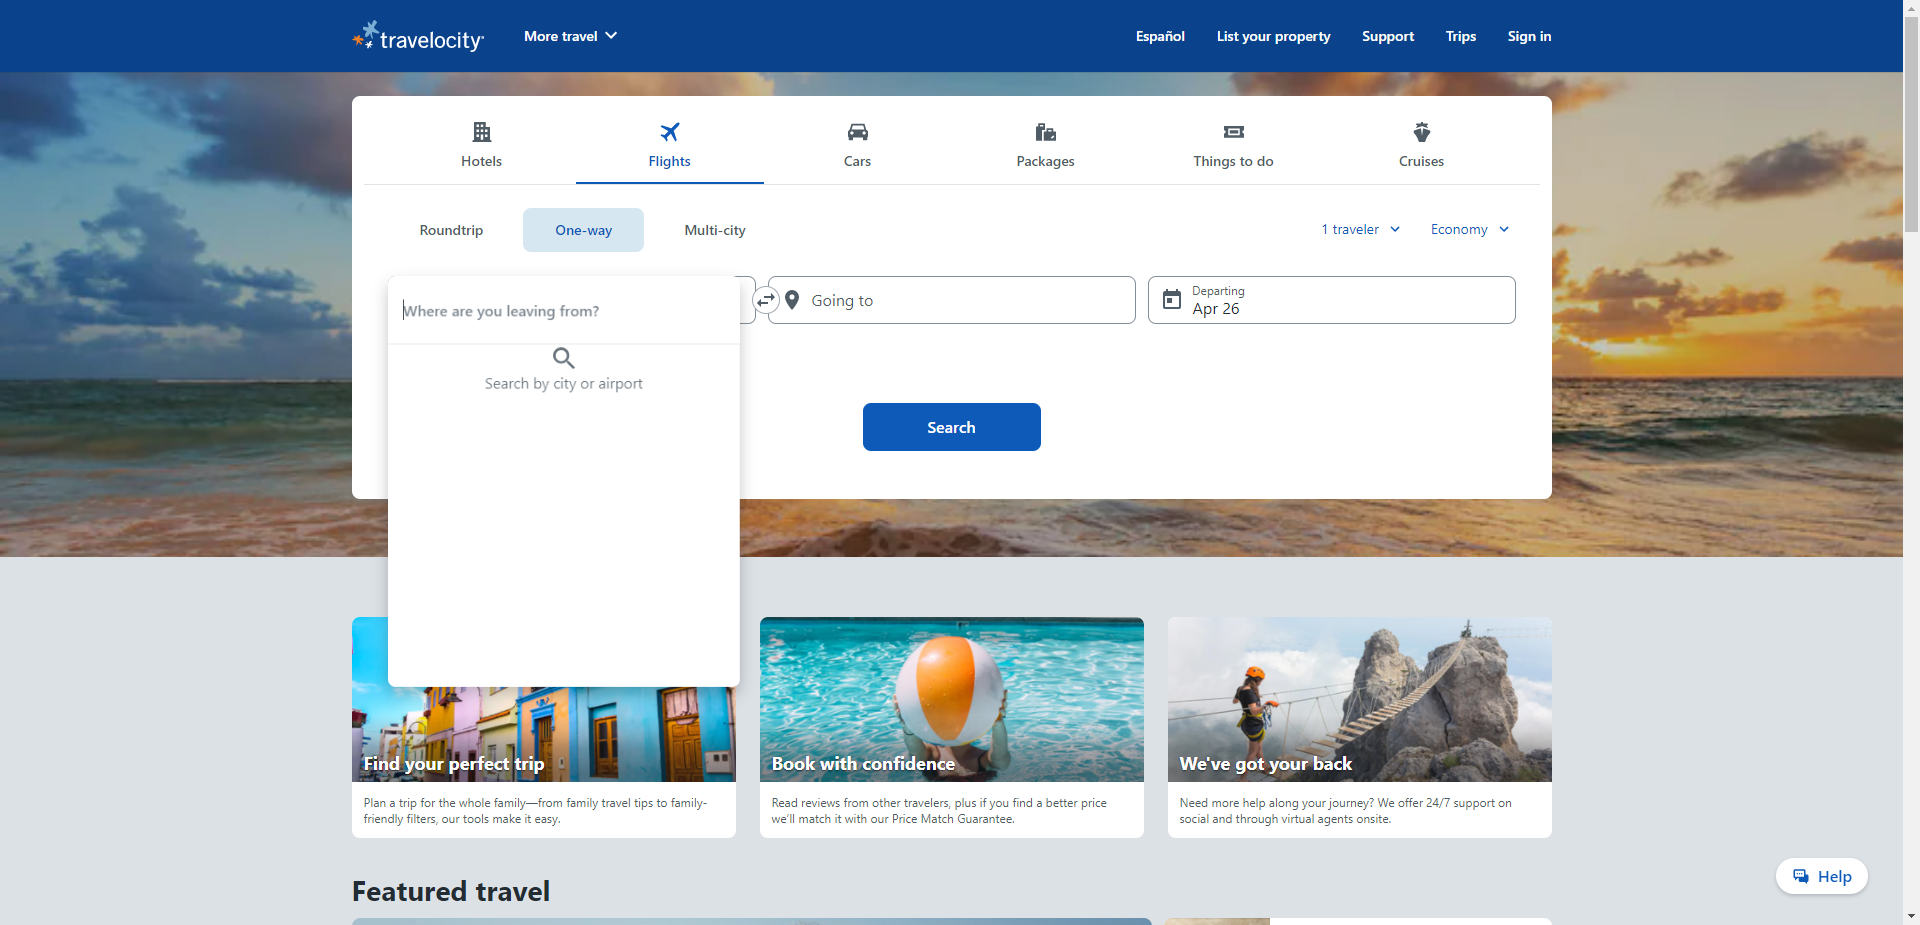 travelocity
More travel
Español
List your property
Support
Trips
Sign in
Hotels
Flights
Cars
Packages
Things to do
Cruises
Roundtrip
One-way
Multi-city
1 traveler
Economy
Where are you leaving from?
Going to
Departing
Apr 26
Search by city or airport
Search
Find your perfect trip
Plan a trip for the whole family—from family travel tips to family-
friendly filters, our tools make it easy.
Book with confidence
Read reviews from other travelers, plus if you find a better price
we'll match it with our Price Match Guarantee.
We've got your back
Need more help along your journey? We offer 24/7 support on
social and through virtual agents onsite.
Help
Featured travel